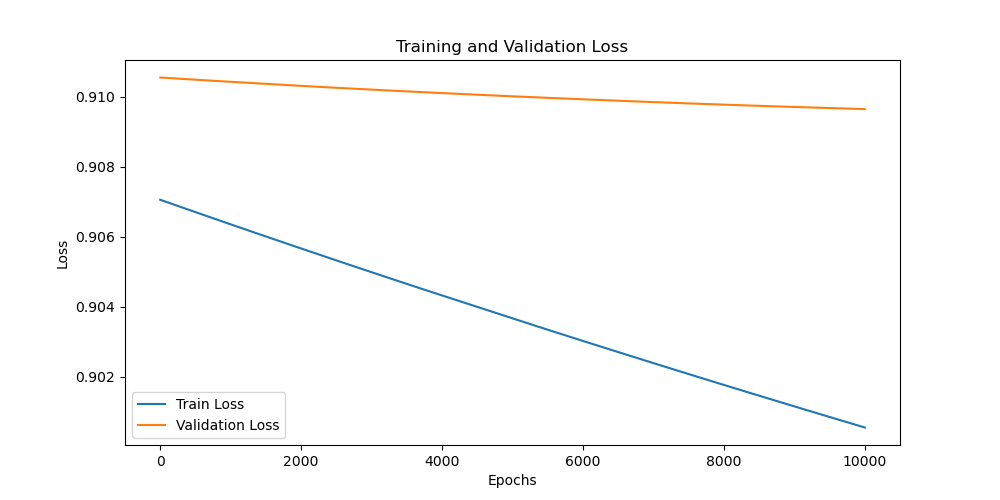 Training and Validation Loss
0.910
0.908
0.906
0.904
0.902
Loss
Train Loss
Validation Loss
0
2000
4000
6000
8000
10000
Epochs